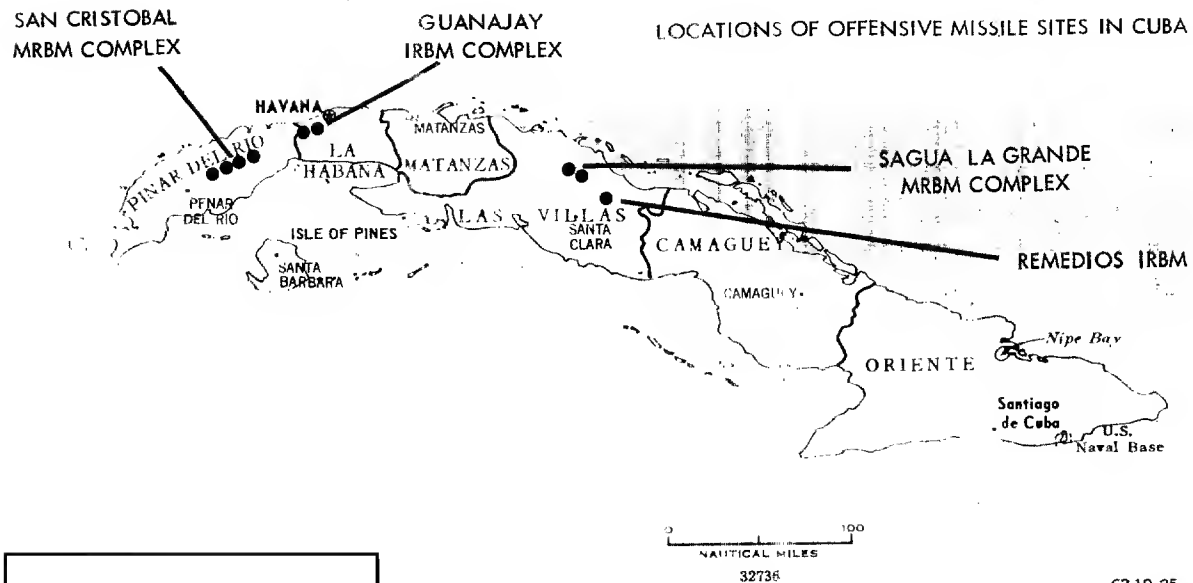 SAN CRISTOBAL
MRBM COMPLEX
GUANAJAY
IRBM COMPLEX
LOCATIONS OF OFFENSIVE MISSILE SITES IN CUBA
HAVANA
MATANZAS
PINAR DEL RIO
LA
HABANA
MATANZAS
SAGUA LA GRANDE
MRBM COMPLEX
PENAR
DEL RIO
LAS VILLAS
ISLE OF PINES
SANTA
CLARA
CAMAGUEY
REMEDIOS IRBM
SANTA
BARBARA
CAMAGUEY
Nipe Bay
ORIENTE
Santiago
de Cuba
U.S.
Naval Base
0 100
NAUTICAL MILES
32736